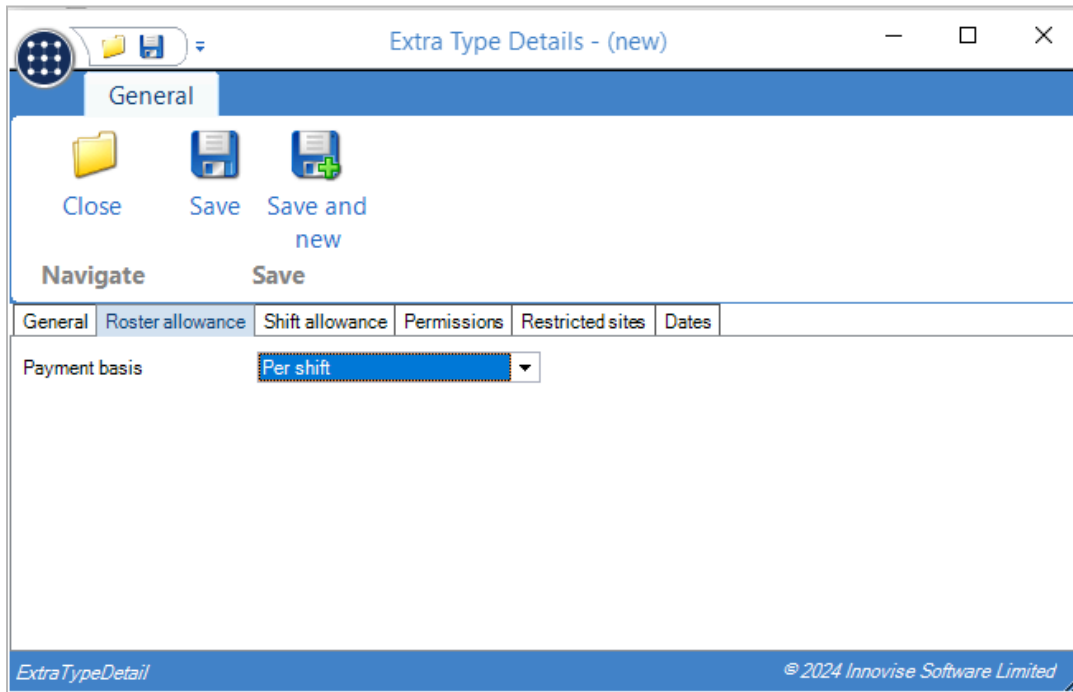 Extra Type Details - (new)
General
Close Save Save and new
Navigate Save
General Roster allowance Shift allowance Permissions Restricted sites Dates
Payment basis Per shift
ExtraTypeDetail © 2024 Innovise Software Limited